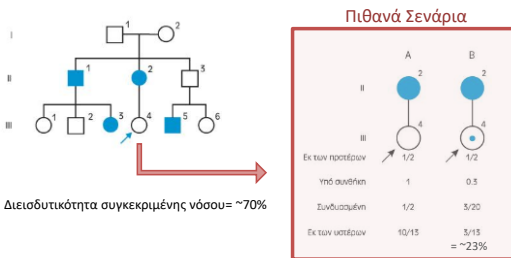 Πιθανά Σενάρια
I
1
2
II
1
2
3
III
1
2
3
4
5
6
Διεισδυτικότητα συγκεκριμένης νόσου= ~70%
A
B
II
2
2
III
4
4
Εκ των προτέρων
1/2
1/2
Υπό συνθήκη
1
0.3
Συνδυασμένη
1/2
3/20
Εκ των υστέρων
10/13
3/13
= ~23%